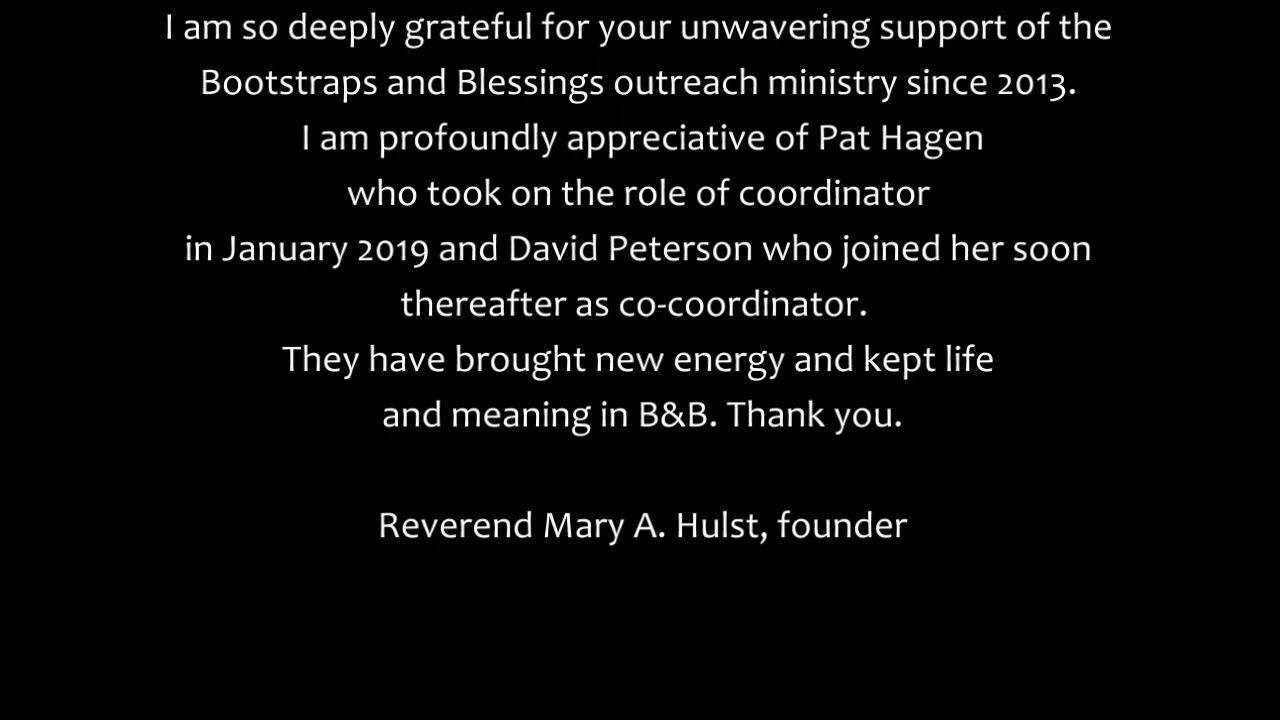 I am so deeply grateful for your unwavering support of the
Bootstraps and Blessings outreach ministry since 2013.
I am profoundly appreciative of Pat Hagen
who took on the role of coordinator
in January 2019 and David Peterson who joined her soon
thereafter as co-coordinator.
They have brought new energy and kept life
and meaning in B&B. Thank you.
Reverend Mary A. Hulst, founder